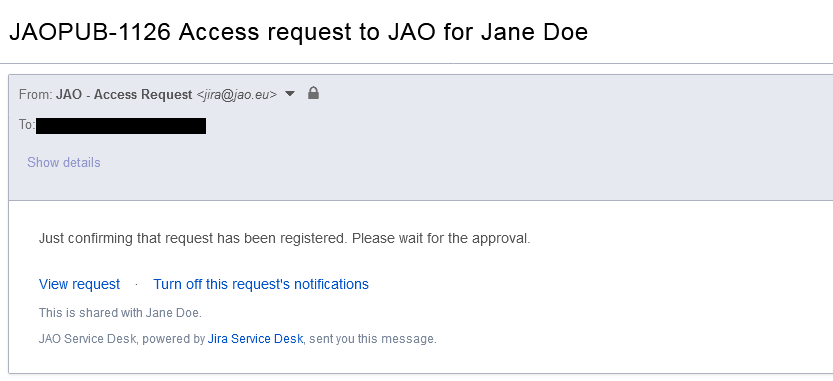 JAOPUB-1126 Access request to JAO for Jane Doe
From: JAO - Access Request <jira@jao.eu>
To:
Show details
Just confirming that request has been registered. Please wait for the approval.
View request · Turn off this request's notifications
This is shared with Jane Doe.
JAO Service Desk, powered by Jira Service Desk, sent you this message.